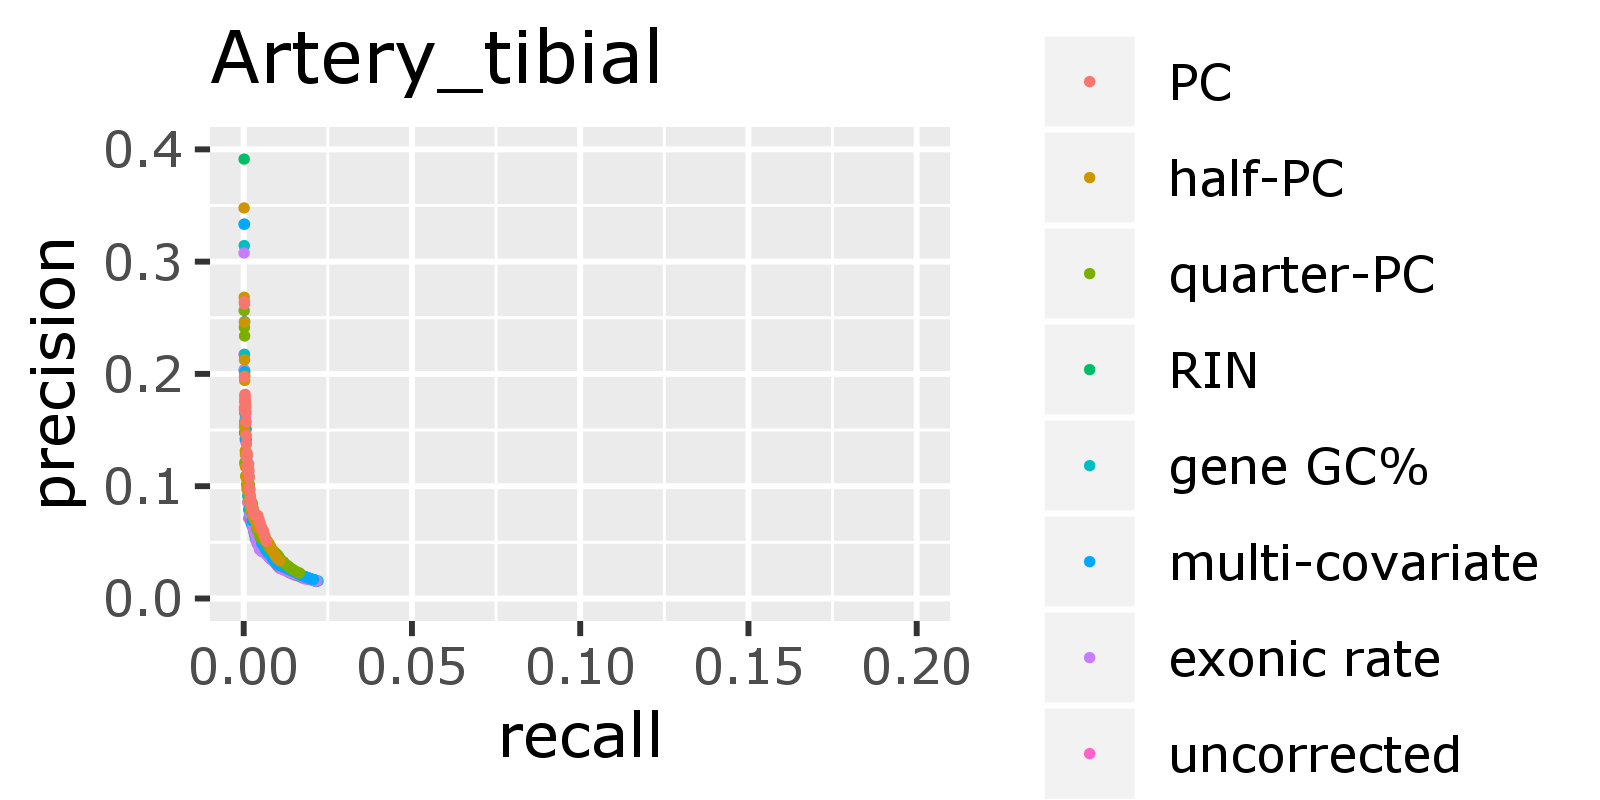 Artery_tibial
precision
0.4
0.3
0.2
0.1
0.0
0.00 0.05 0.10 0.15 0.20
recall
PC
half-PC
quarter-PC
RIN
gene GC%
multi-covariate
exonic rate
uncorrected